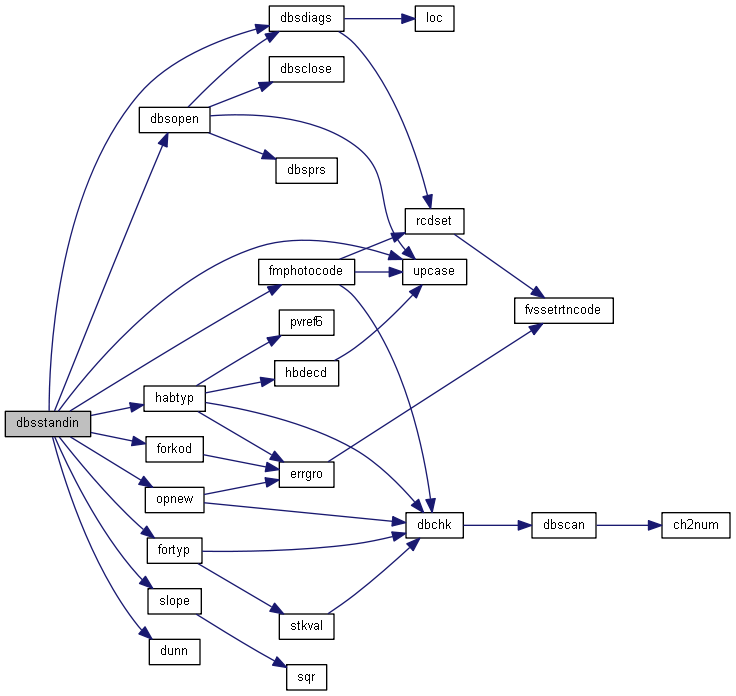 dbsdiags
loc
dbsclose
dbsopen
dbsprs
rcdset
fmphotocode
upcase
fvssetrtncode
pvref6
hbdecd
habtyp
dbsstandin
forkod
errgro
opnew
dbchk
dbscan
ch2num
fortyp
slope
stkval
dunn
sqr